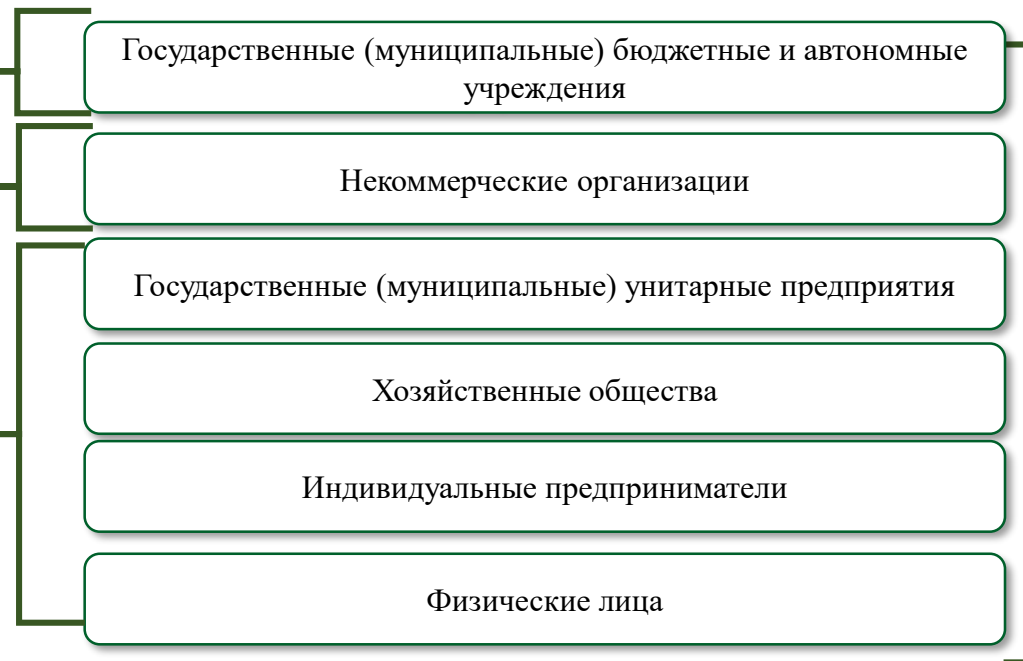 Государственные (муниципальные) бюджетные и автономные
учреждения
Некоммерческие организации
Государственные (муниципальные) унитарные предприятия
Хозяйственные общества
Индивидуальные предприниматели
Физические лица